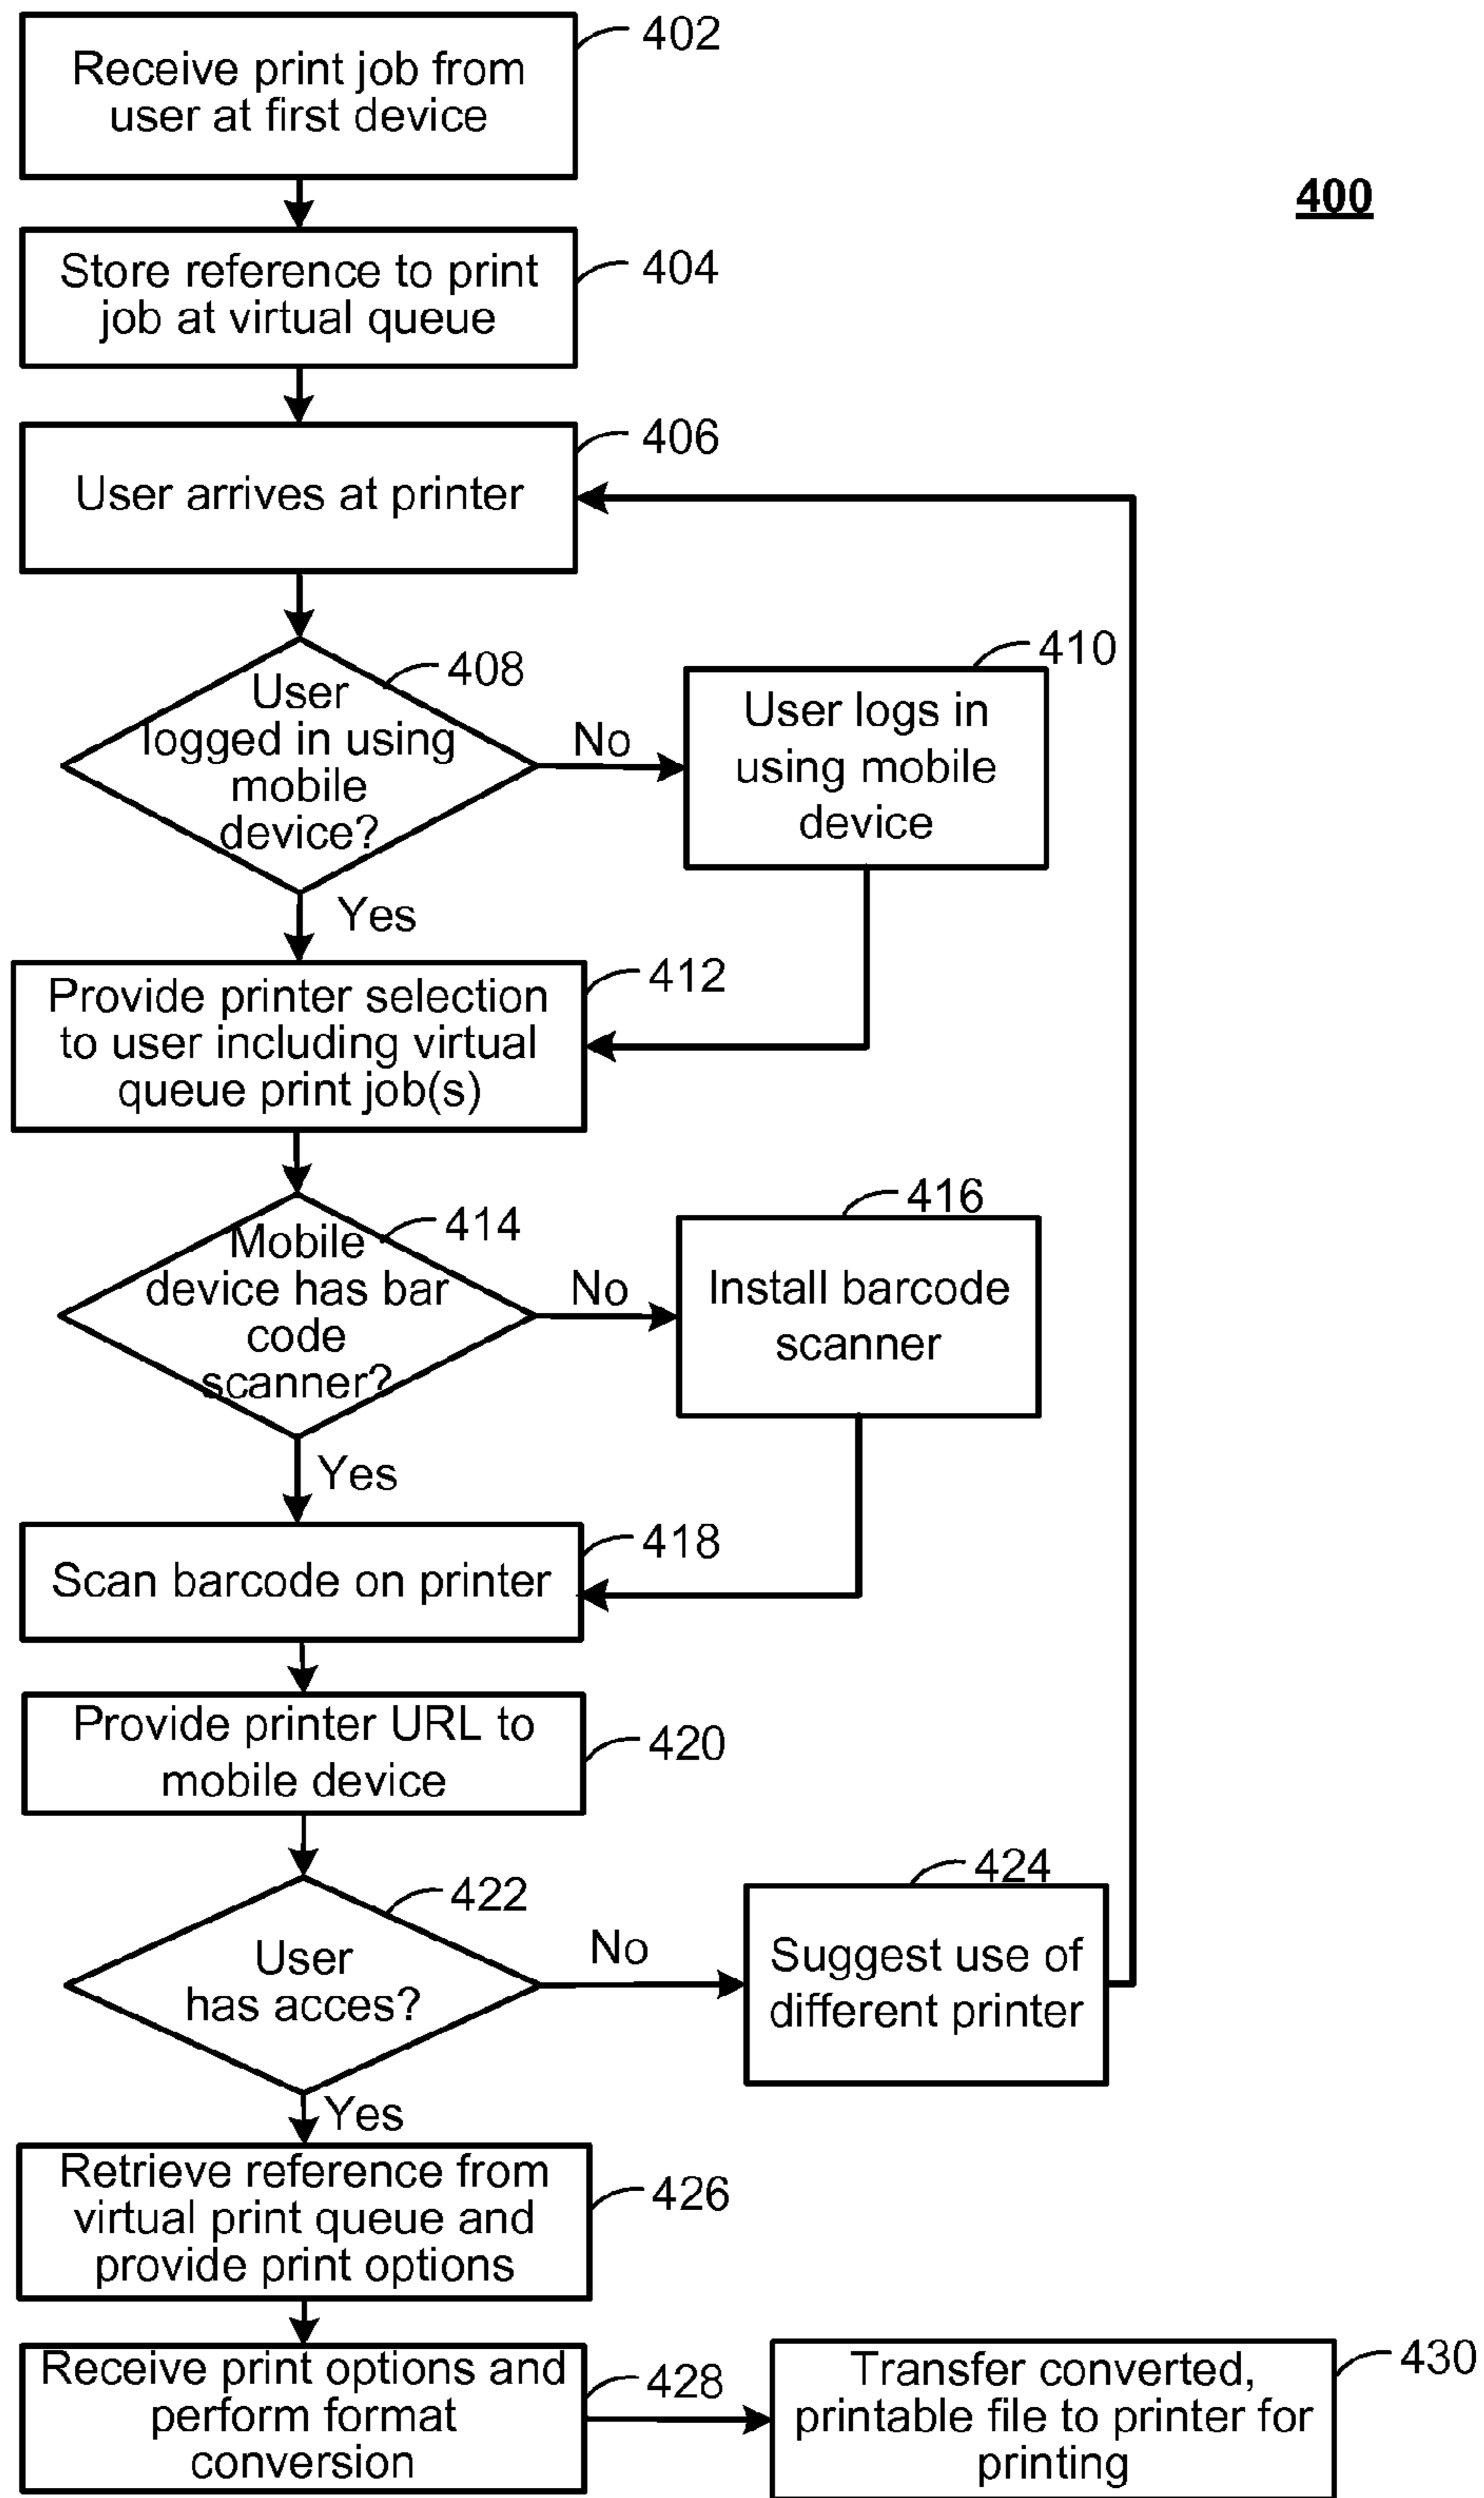 402
Receive print job from
user at first device
400
Store reference to print
job at virtual queue
404
406
User arrives at printer
408
User
logged in using
mobile
device?
No
410
User logs in
using mobile
device
Yes
412
Provide printer selection
to user including virtual
queue print job(s)
414
Mobile
device has bar
code
scanner?
No
416
Install barcode
scanner
Yes
418
Scan barcode on printer
Provide printer URL to
mobile device
420
422
User
has acces?
No
424
Suggest use of
different printer
Yes
Retrieve reference from
virtual print queue and
provide print options
426
Receive print options and
perform format
conversion
428
Transfer converted,
printable file to printer for
printing
430